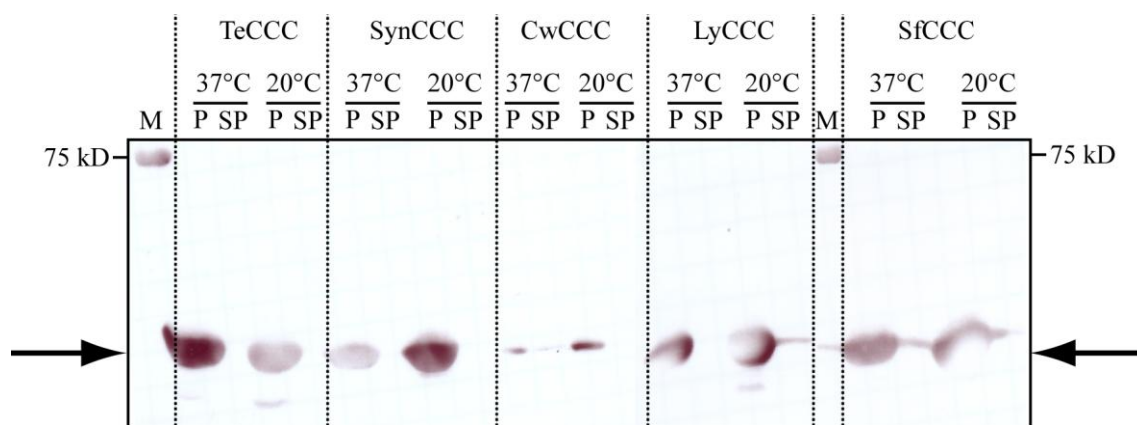 TeCCC SynCCC CwCCC LyCCC SfCCC
37°C 20°C 37°C 20°C 37°C 20°C 37°C 20°C 37°C 20°C
M P SP P SP P SP P SP P SP P SP P SP P SP M P SP P SP
75 kD 75 kD